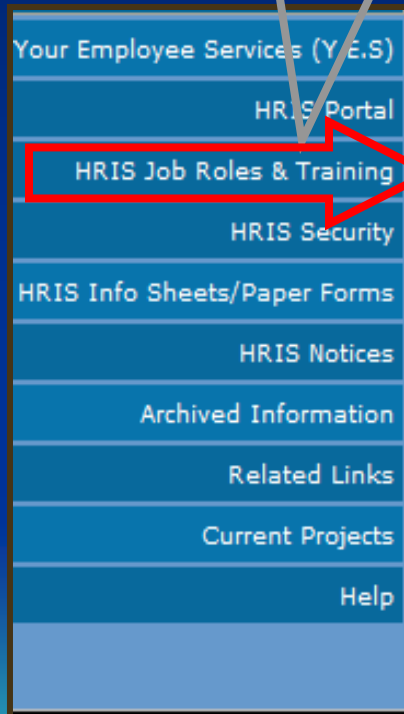 Your Employee Services (Y.E.S)
HRIS Portal
HRIS Job Roles & Training
HRIS Security
HRIS Info Sheets/Paper Forms
HRIS Notices
Archived Information
Related Links
Current Projects
Help